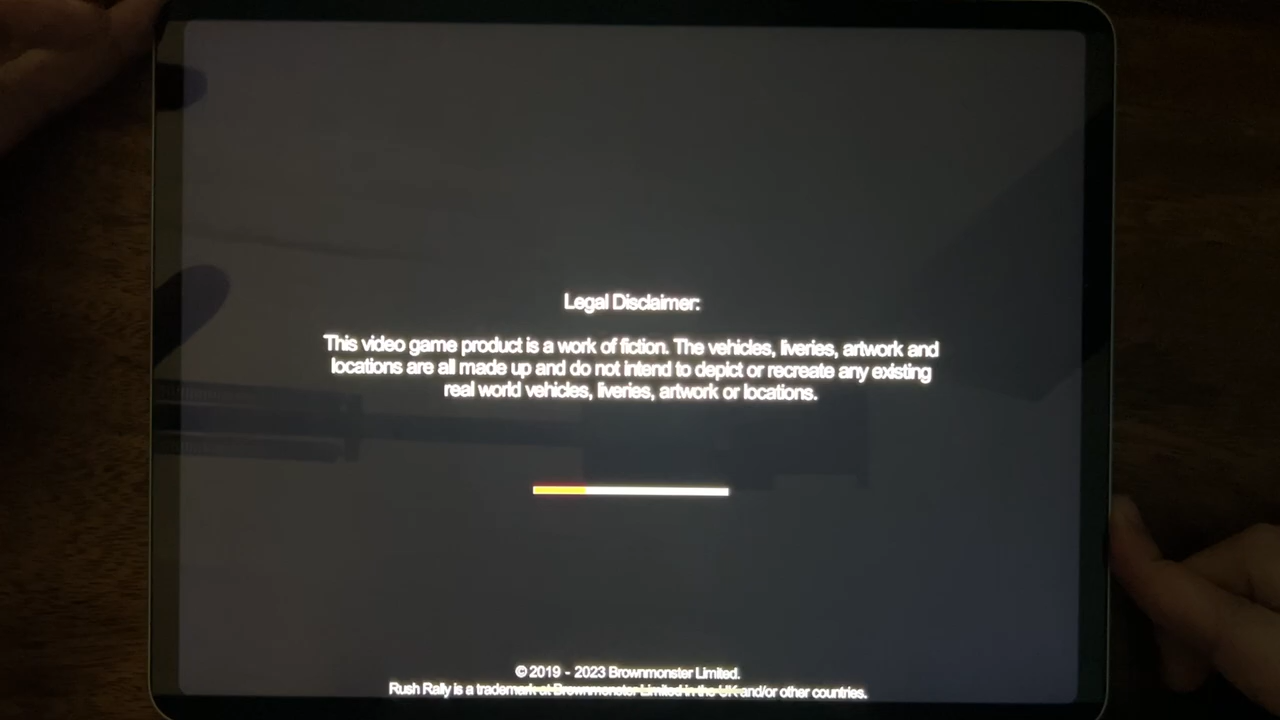 Legal Disclaimer:
This video game product is a work of fiction. The vehicles, liveries, artwork and
locations are all made up and do not intend to depict or recreate any existing
real world vehicles, liveries, artwork or locations.
© 2019 - 2023 Brownmonster Limited.
Rush Rally is a trademark at Brownmonster Limited in the UK and/or other countries.